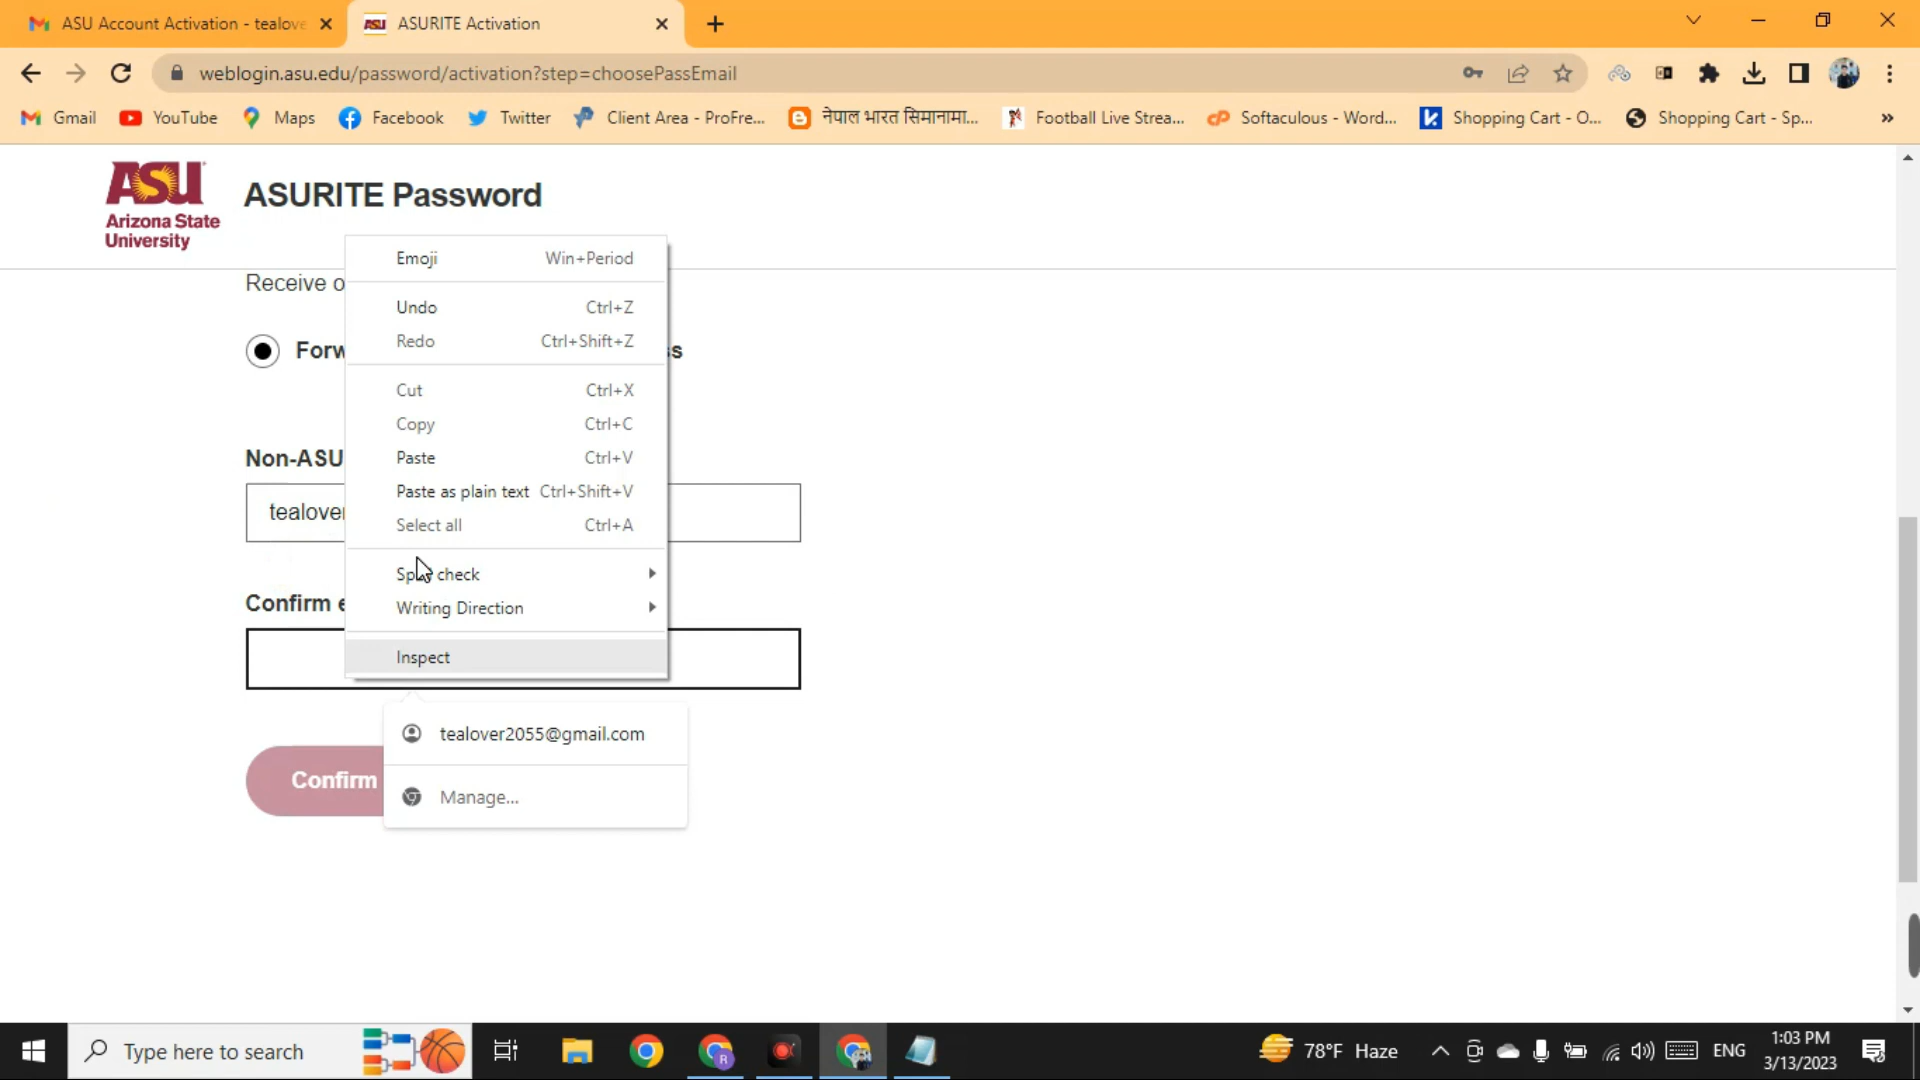 ASU Account Activation - tealove
ASU ASURITE Activation
weblogin.asu.edu/password/activation?step=choosePassEmail
Gmail YouTube Maps Facebook Twitter Client Area - ProFre... नेपाल भारत सिमानामा... Football Live Strea... Softaculous - Word... Shopping Cart - O... Shopping Cart - Sp... »
ASU
Arizona State
University
ASURITE Password
Receive o
Forw s
Non-ASU
tealover
Confirm e
Confirm
Emoji Win+Period
Undo Ctrl+Z
Redo Ctrl+Shift+Z
Cut Ctrl+X
Copy Ctrl+C
Paste Ctrl+V
Paste as plain text Ctrl+Shift+V
Select all Ctrl+A
Spell check
Writing Direction
Inspect
tealover2055@gmail.com
Manage...
Type here to search
R
78°F Haze
ENG
1:03 PM
3/13/2023